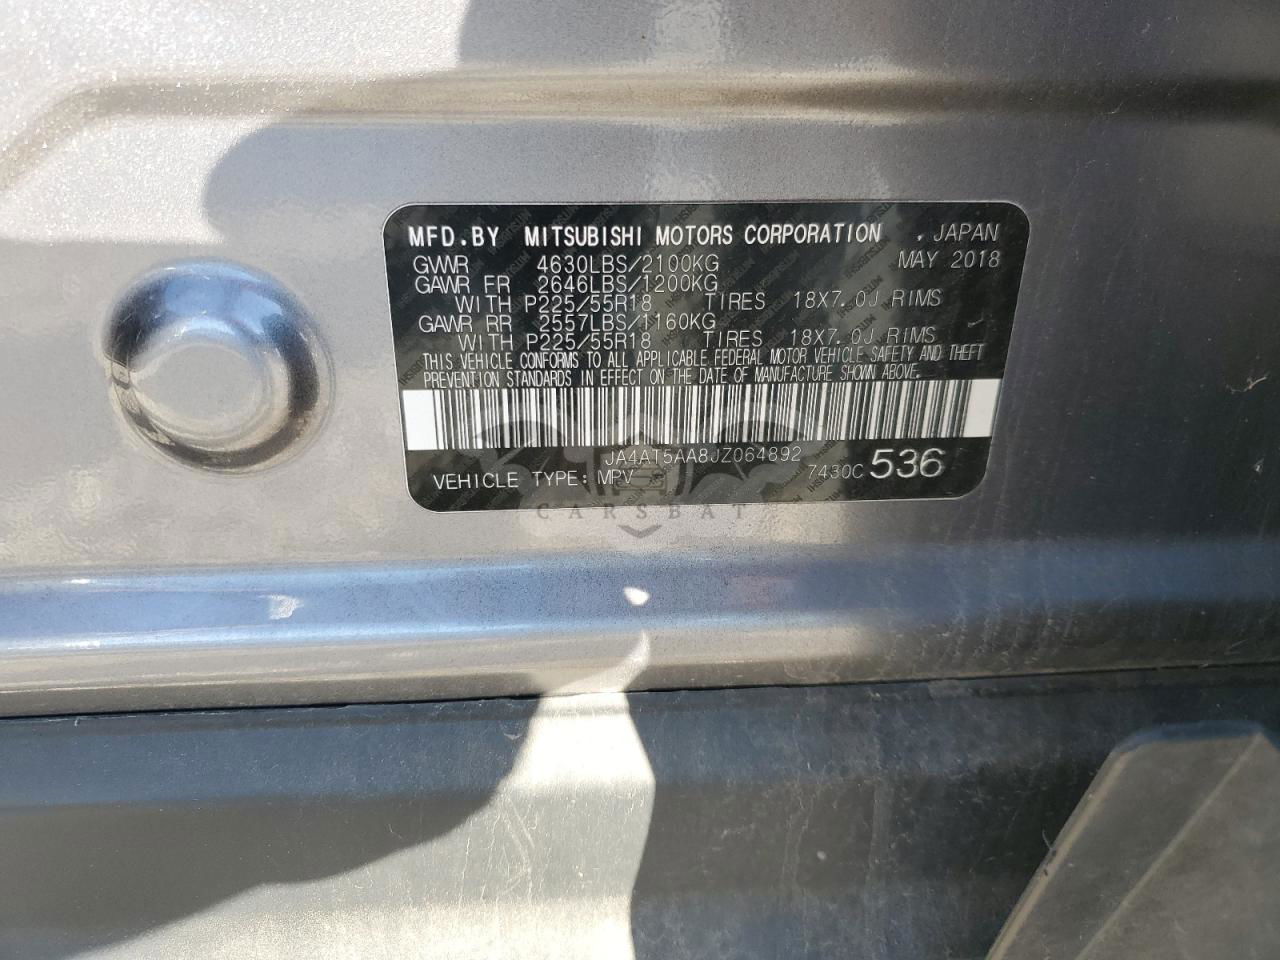 MFD.BY MITSUBISHI MOTORS CORPORATION , JAPAN
GVWR 4630LBS/2100KG MAY 2018
GAWR FR 2646LBS/1200KG
WITH P225/55R18 TIRES 18X7.0J RIMS
GAWR RR 2557LBS/1160KG
WITH P225/55R18 TIRES 18X7.0J RIMS
THIS VEHICLE CONFORMS TO ALL APPLICABLE FEDERAL MOTOR VEHICLE SAFETY AND THEFT
PREVENTION STANDARDS IN EFFECT ON THE DATE OF MANUFACTURE SHOWN ABOVE.
JA4AT5AA8JZ064892
VEHICLE TYPE: MPV 7430C 536
CARSBAT